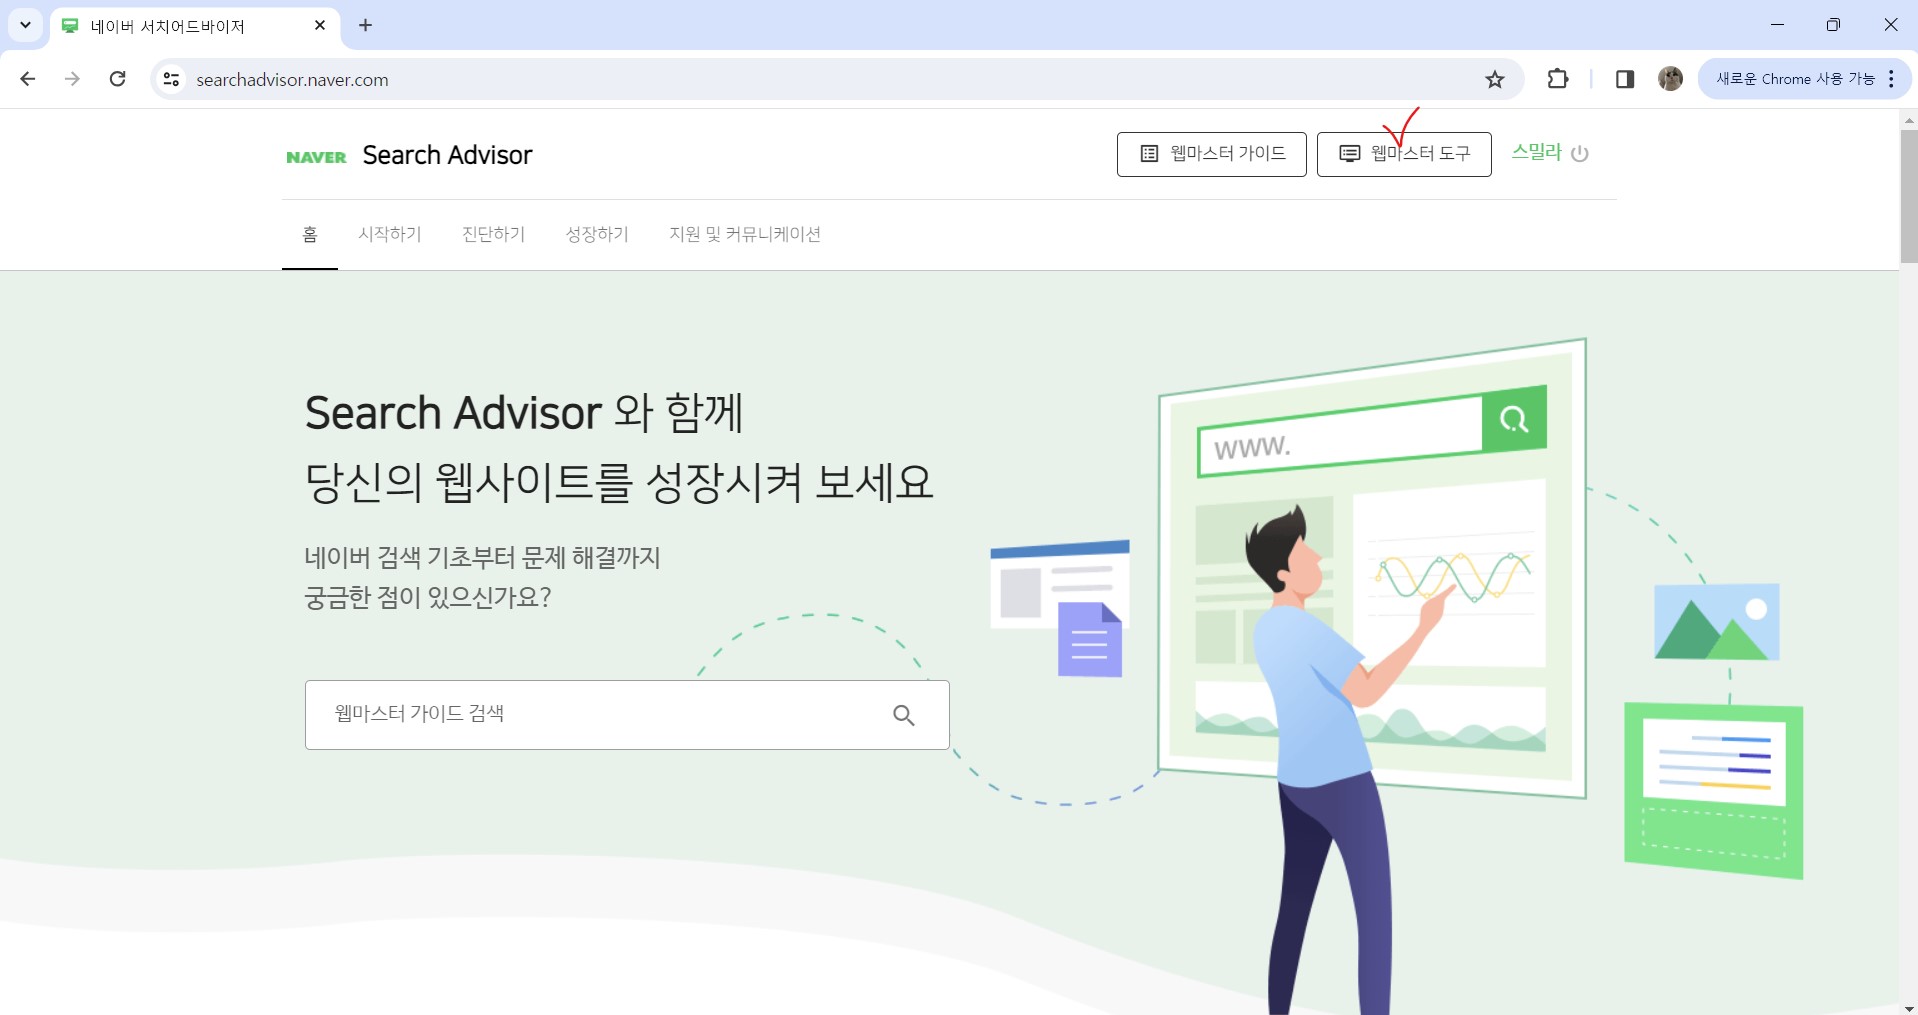 네이버 서치어드바이저
searchadvisor.naver.com
새로운 Chrome 사용 가능
NAVER Search Advisor
웹마스터 가이드
웹마스터 도구
스밀라
홈
시작하기
진단하기
성장하기
지원 및 커뮤니케이션
Search Advisor 와 함께
당신의 웹사이트를 성장시켜 보세요
네이버 검색 기초부터 문제 해결까지
궁금한 점이 있으신가요?
웹마스터 가이드 검색
www.